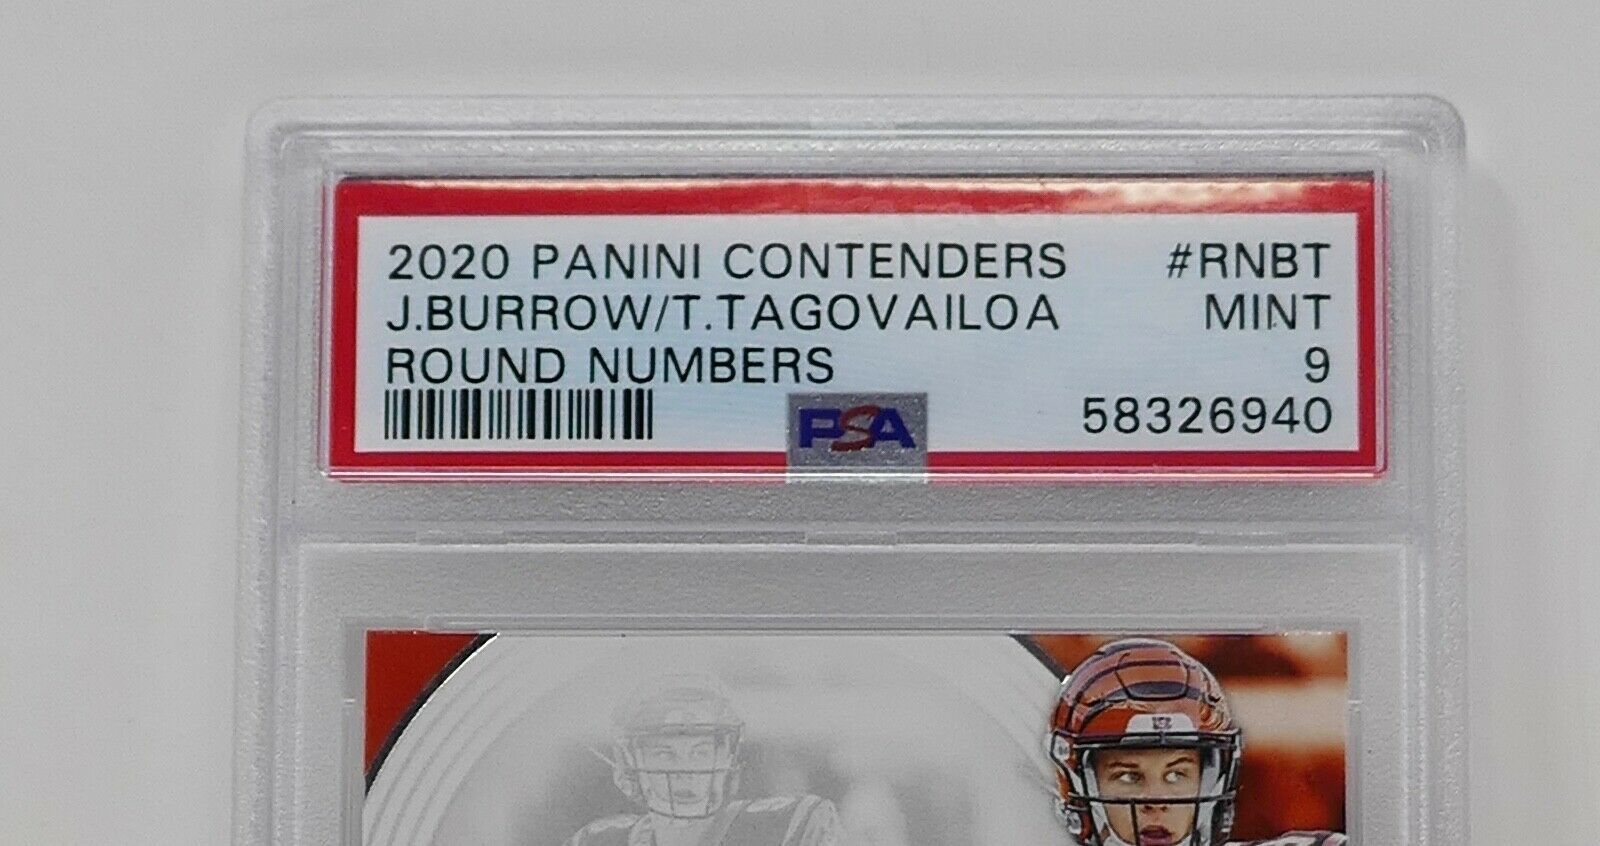 2020 PANINI CONTENDERS #RNBT
J.BURROW/T.TAGOVAILOA MINT
ROUND NUMBERS 9
PSA 58326940